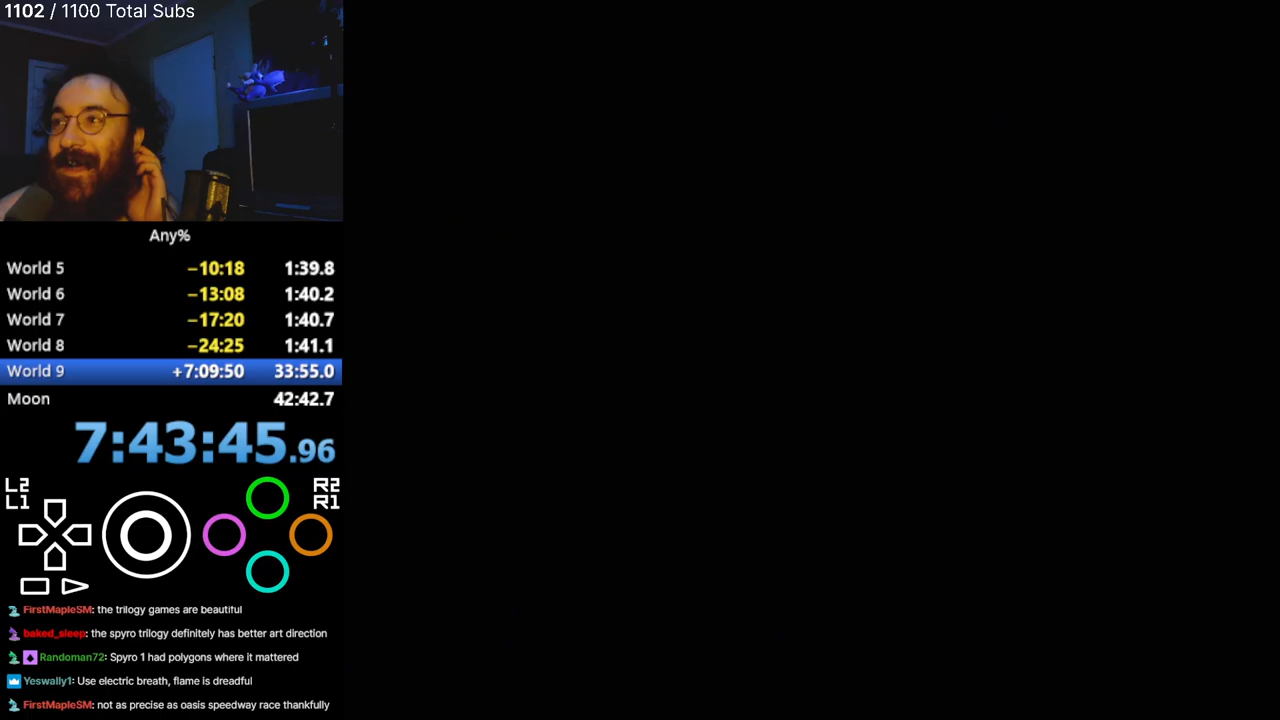 1102 / 1100 Total Subs
Any%
World 5 −10:18 1:39.8
World 6 −13:08 1:40.2
World 7 −17:20 1:40.7
World 8 −24:25 1:41.1
World 9 +7:09:50 33:55.0
Moon 42:42.7
7:43:45.96
L2 R2
L1 R1
FirstMapleSM: the trilogy games are beautiful
baked_sleep: the spyro trilogy definitely has better art direction
Randoman72: Spyro 1 had polygons where it mattered
Yeswally1: Use electric breath, flame is dreadful
FirstMapleSM: not as precise as oasis speedway race thankfully